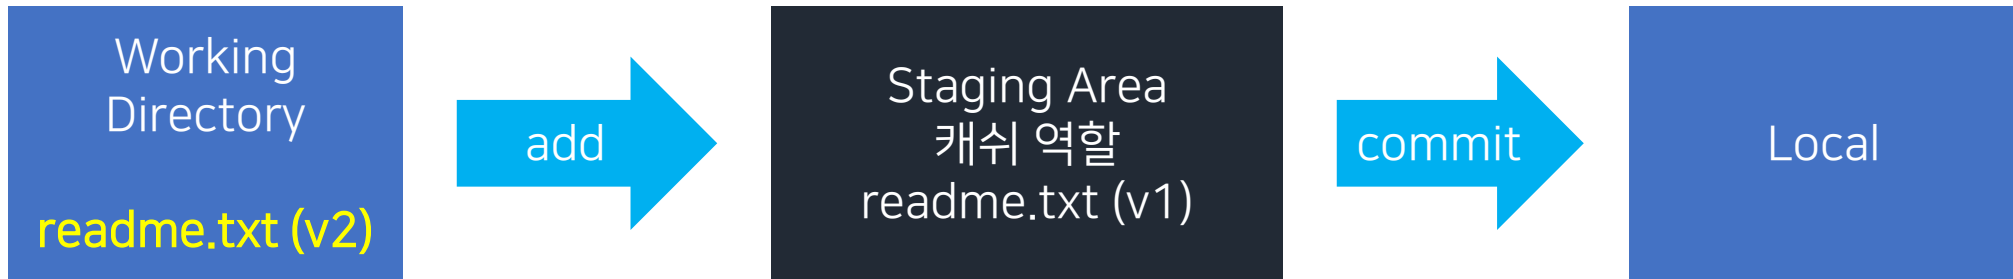 Working
Directory
readme.txt (v2)
add
Staging Area
캐쉬 역할
readme.txt (v1)
commit
Local